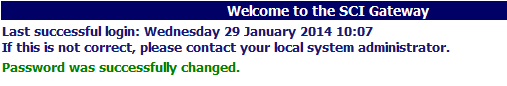 Welcome to the SCI Gateway
Last successful login: Wednesday 29 January 2014 10:07
If this is not correct, please contact your local system administrator.
Password was successfully changed.